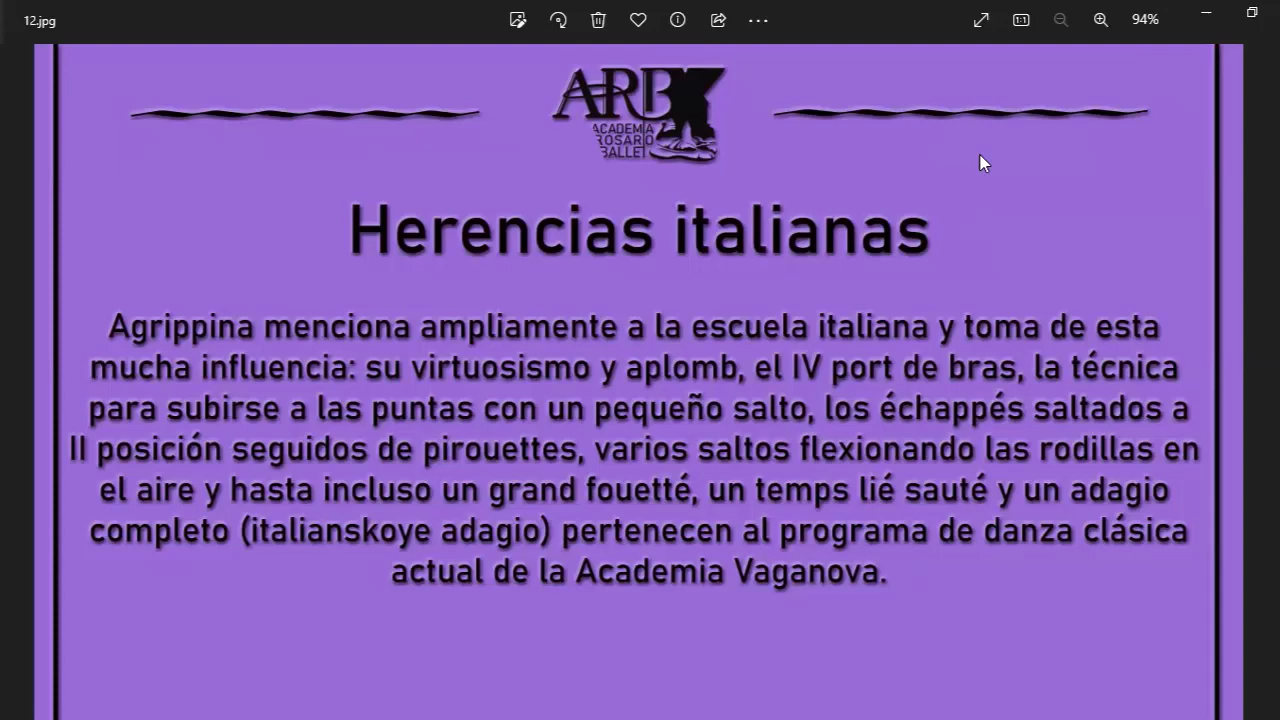 12.jpg
94%
ARB
ACADEMIA
ROSARIO
BALLET
Herencias italianas
Agrippina menciona ampliamente a la escuela italiana y toma de esta
mucha influencia: su virtuosismo y aplomb, el IV port de bras, la técnica
para subirse a las puntas con un pequeño salto, los échappés saltados a
II posición seguidos de pirouettes, varios saltos flexionando las rodillas en
el aire y hasta incluso un grand fouetté, un temps lié sauté y un adagio
completo (italianskoye adagio) pertenecen al programa de danza clásica
actual de la Academia Vaganova.